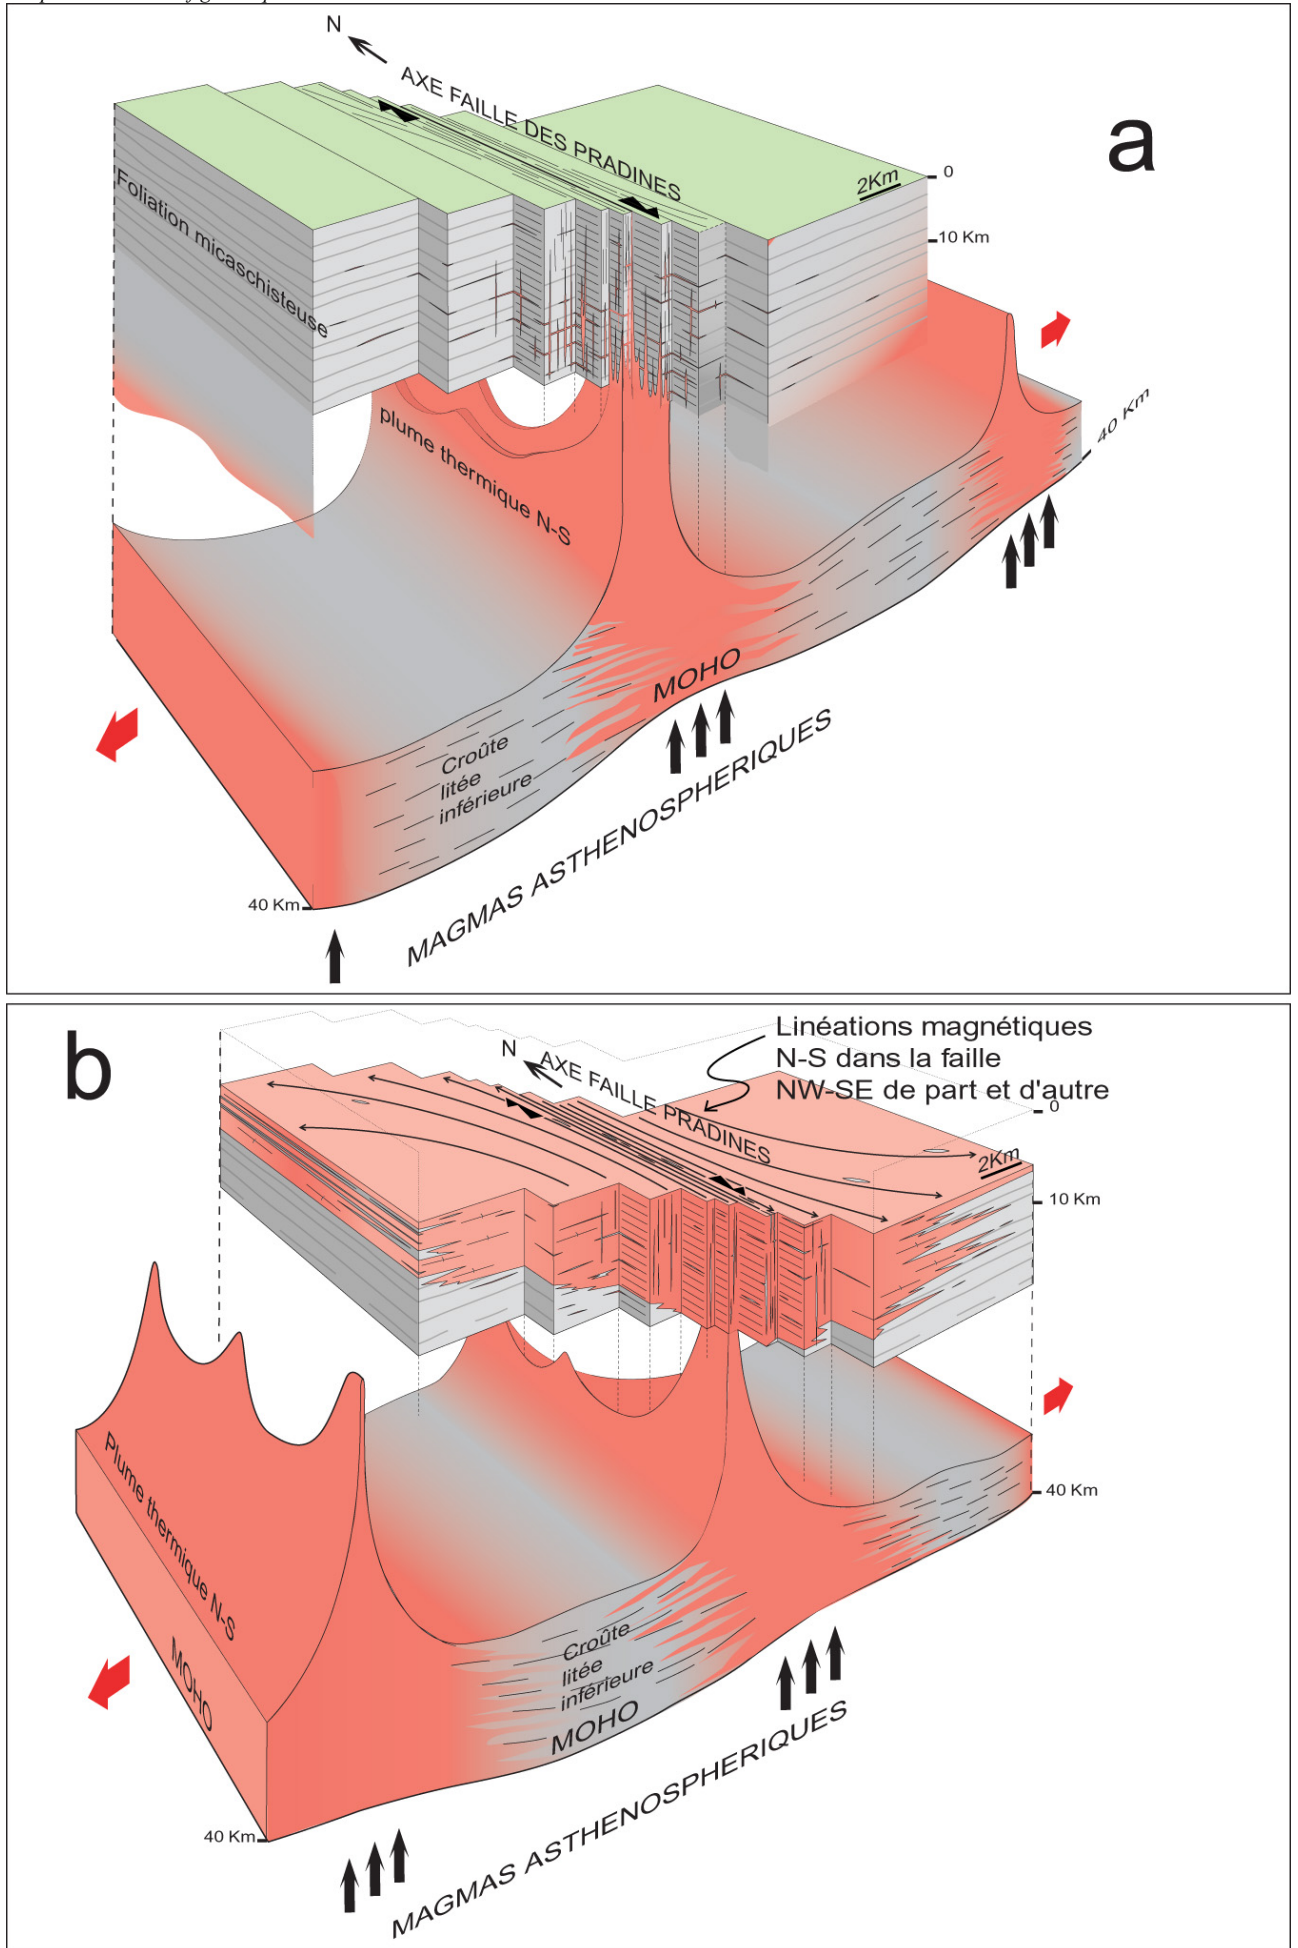 N
AXE FAILLE DES PRADINES
a
2Km
0
10 Km
Foliation micaschisteuse
plume thermique N-S
40 Km
MOHO
Croûte
litée
inférieure
MAGMAS ASTHENOSPHERIQUES
40 Km
b
Linéations magnétiques
N-S dans la faille
NW-SE de part et d'autre
N
AXE FAILLE PRADINES
0
2Km
10 Km
40 Km
Plume thermique N-S
MOHO
Croûte
litée
inférieure
MOHO
40 Km
MAGMAS ASTHENOSPHERIQUES